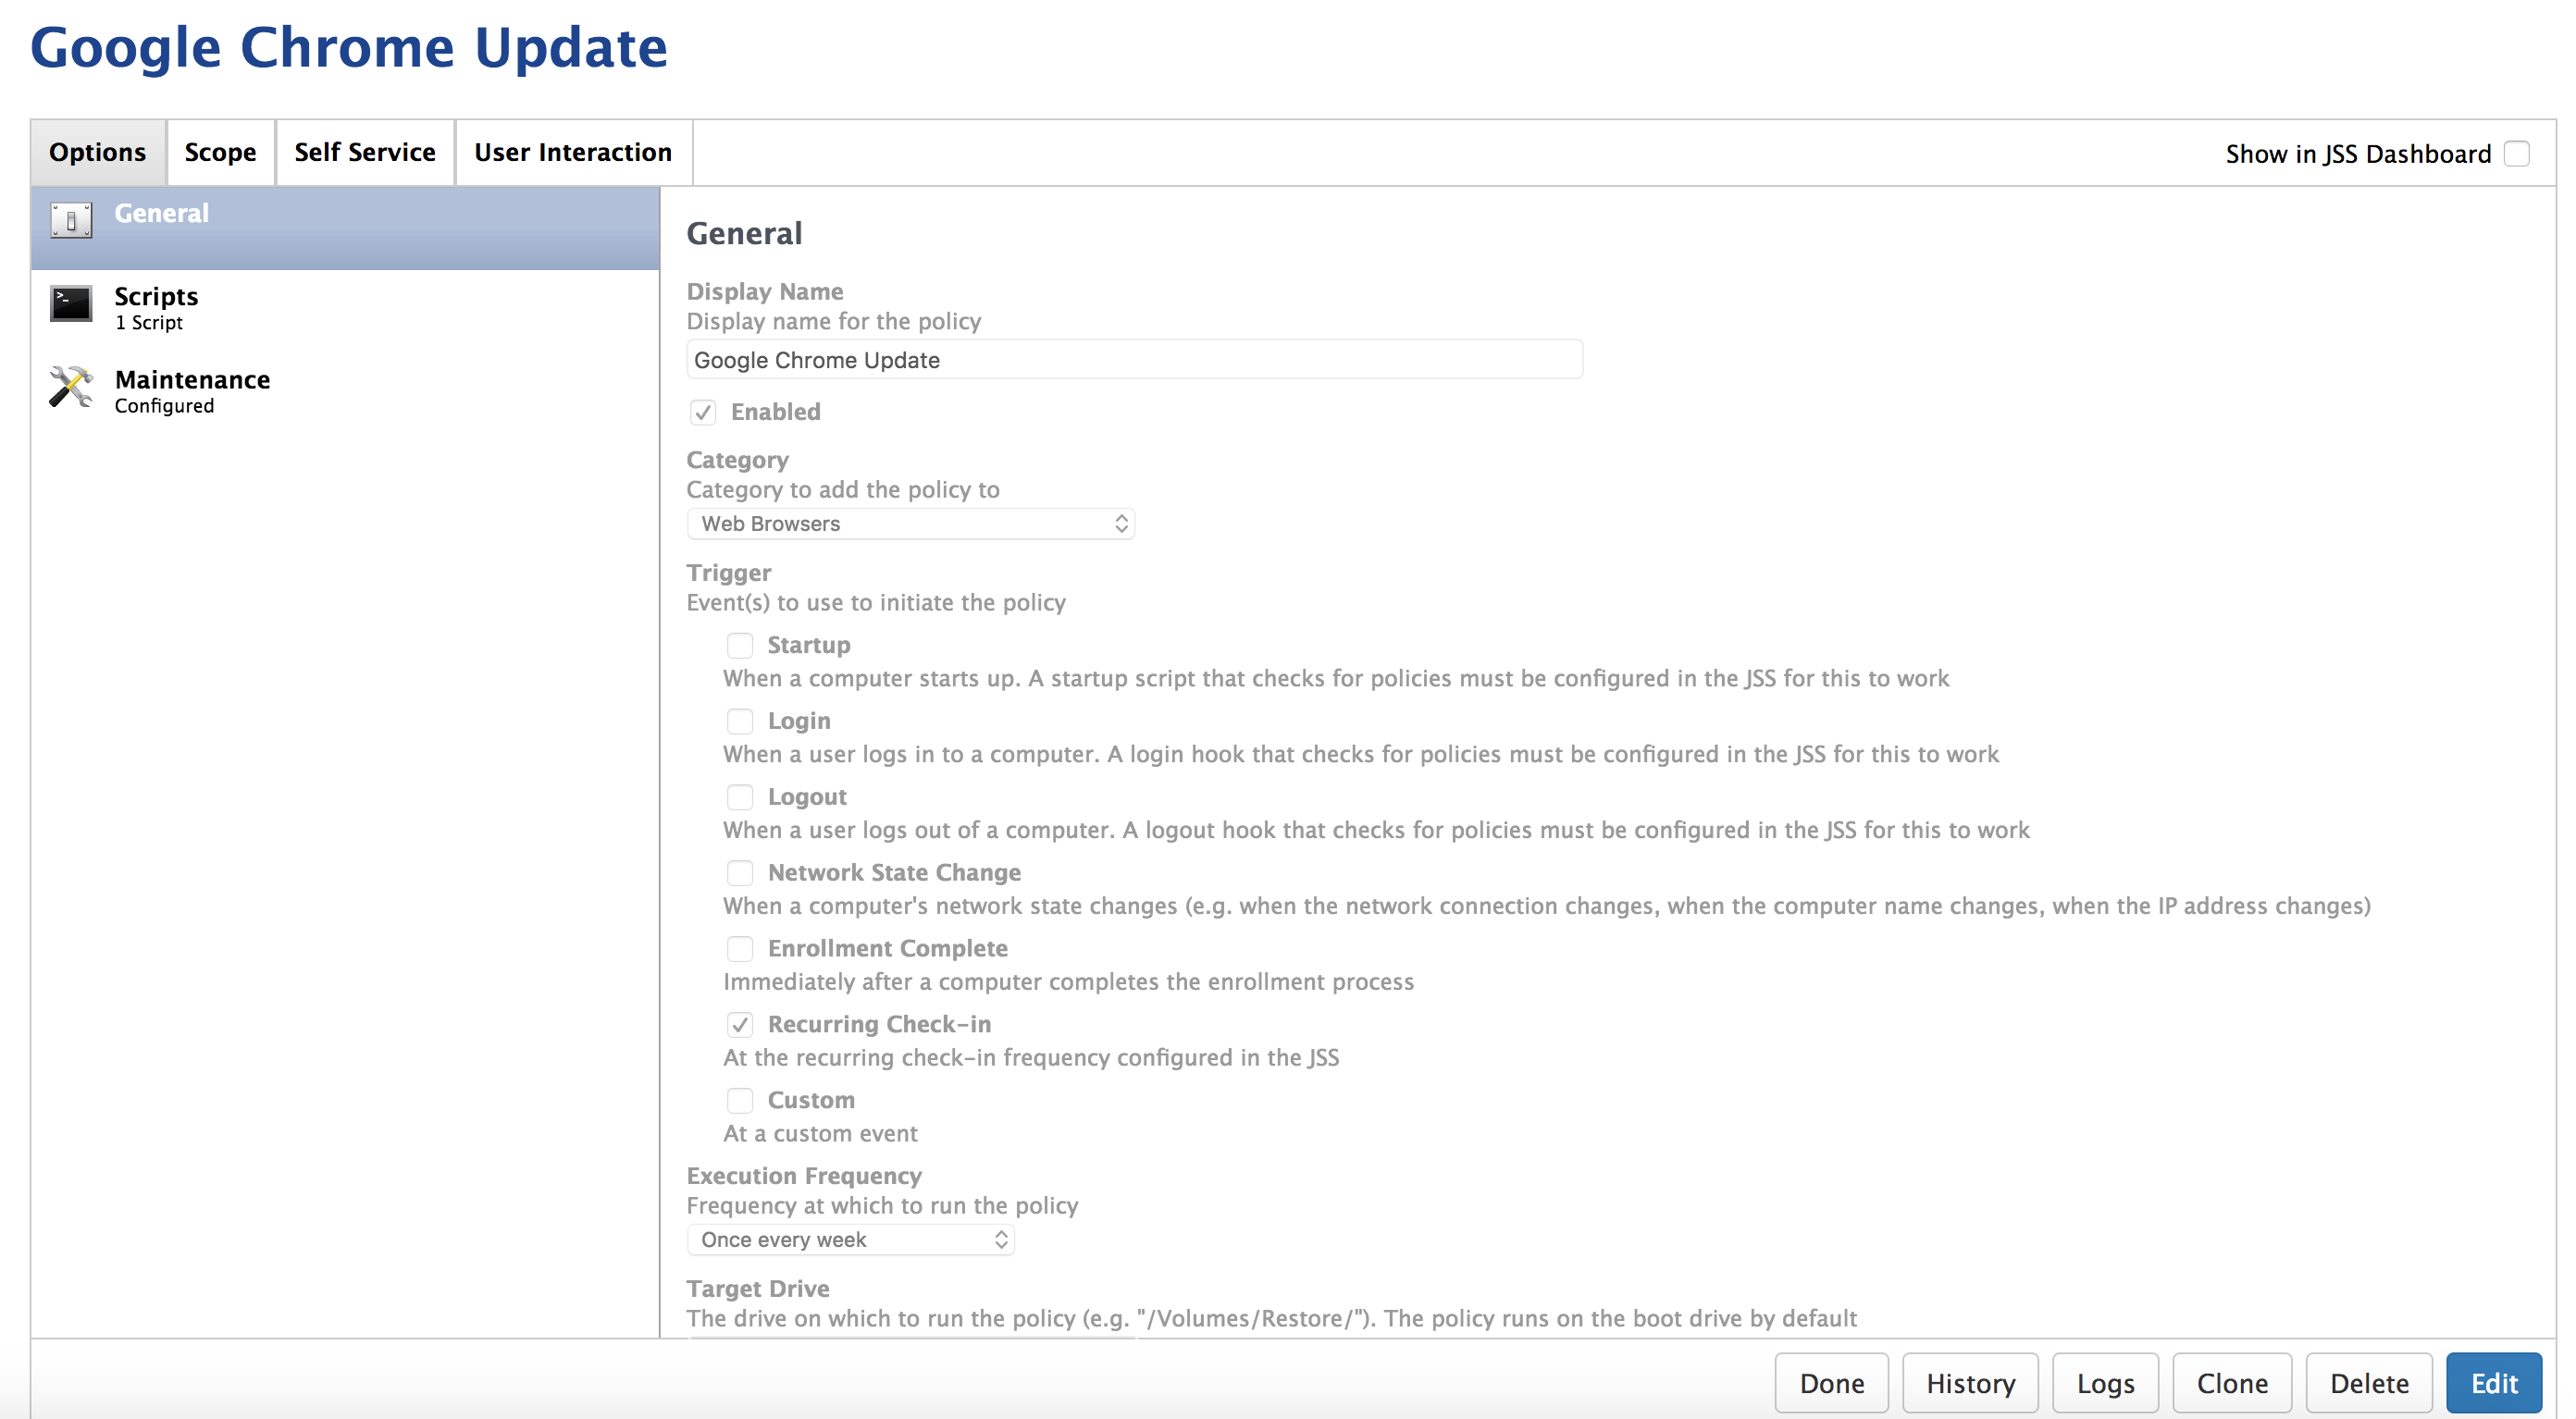 Google Chrome Update
Options Scope Self Service User Interaction Show in JSS Dashboard
General
Scripts
1 Script
Maintenance
Configured
General
Display Name
Display name for the policy
Google Chrome Update
Enabled
Category
Category to add the policy to
Web Browsers
Trigger
Event(s) to use to initiate the policy
Startup
When a computer starts up. A startup script that checks for policies must be configured in the JSS for this to work
Login
When a user logs in to a computer. A login hook that checks for policies must be configured in the JSS for this to work
Logout
When a user logs out of a computer. A logout hook that checks for policies must be configured in the JSS for this to work
Network State Change
When a computer's network state changes (e.g. when the network connection changes, when the computer name changes, when the IP address changes)
Enrollment Complete
Immediately after a computer completes the enrollment process
Recurring Check-in
At the recurring check-in frequency configured in the JSS
Custom
At a custom event
Execution Frequency
Frequency at which to run the policy
Once every week
Target Drive
The drive on which to run the policy (e.g. "/Volumes/Restore/"). The policy runs on the boot drive by default
Done History Logs Clone Delete Edit